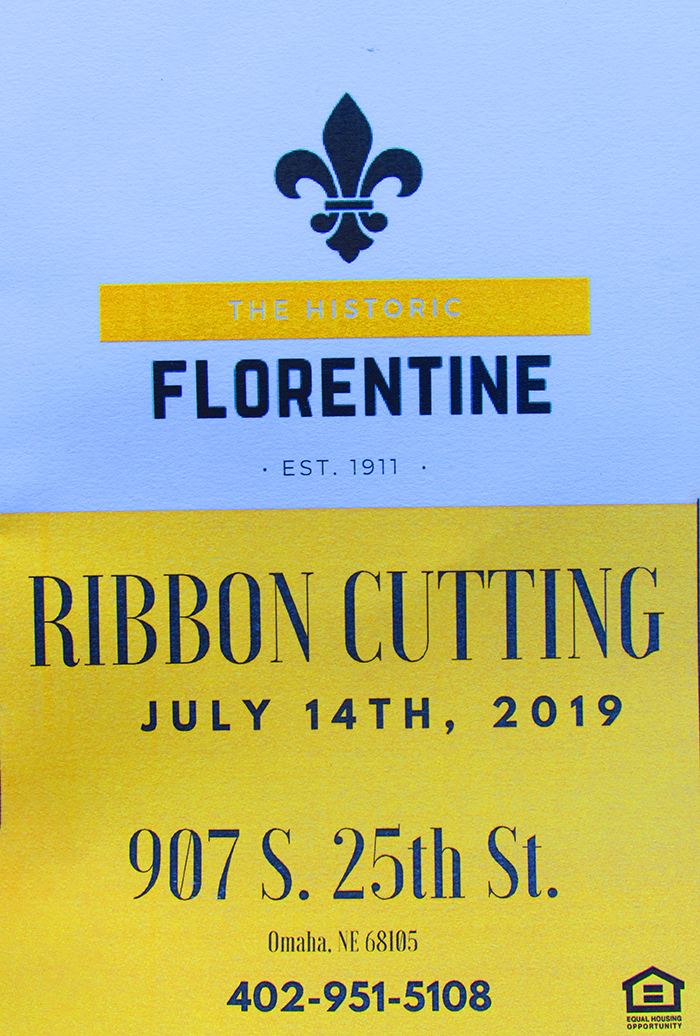 THE HISTORIC
FLORENTINE
· EST. 1911 ·
RIBBON CUTTING
JULY 14TH, 2019
907 S. 25th St.
Omaha, NE 68105
402-951-5108
EQUAL HOUSING
OPPORTUNITY